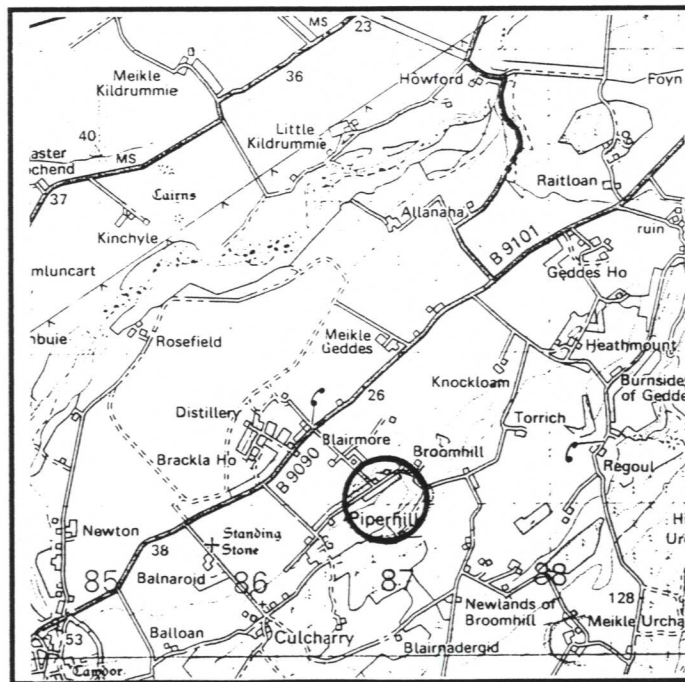 MS
23
Meikle
Kildrummie
36
Howford
Foyn
40
Little
Kildrummie
aster
ochend
MS
37
Cairns
Raitloan
Kinchyle
Allanaha
B 9101
ruin
mluncart
Geddes Ho
nbuie
Rosefield
Meikle
Geddes
Heathmount
26
Knockloam
Burnside
of Gedde
Distillery
Torrich
Blairmore
Broomhill
Brackla Ho
B 9090
Regoul
Piperhill
Newton
Standing
Stone
38
85
86
87
88
Balnaroid
128
Newlands of
Broomhill
Meikle Urcha
53
Balloan
Culcharry
Blairnadergid
Cawdor